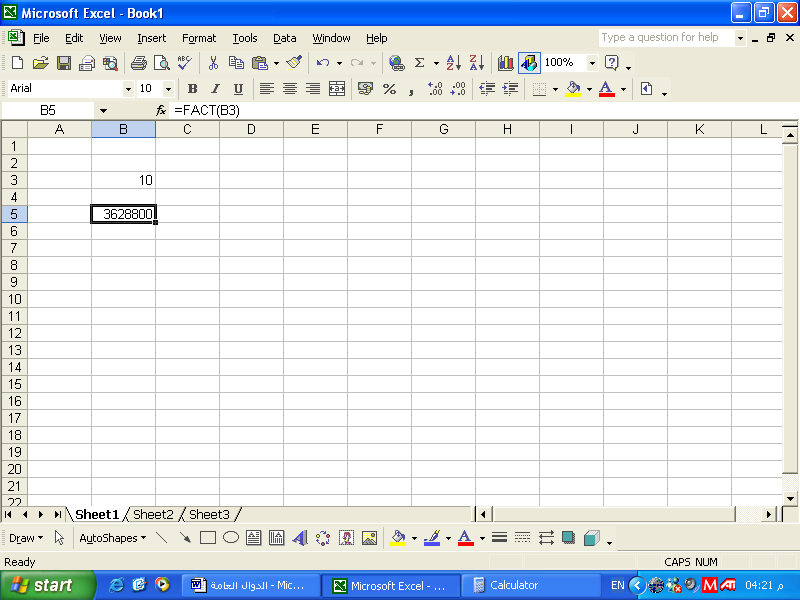 Microsoft Excel - Book1
File Edit View Insert Format Tools Data Window Help Type a question for help
100%
Arial 10 B I U
B5 fx =FACT(B3)
A B C D E F G H I J K L
1
2
3 10
4
5 3628800
6
7
8
9
10
11
12
13
14
15
16
17
18
19
20
21
22
Sheet1 Sheet2 Sheet3
Draw AutoShapes
Ready CAPS NUM
start الدوال العامة - Mic... Microsoft Excel - ... Calculator EN 04:21 م